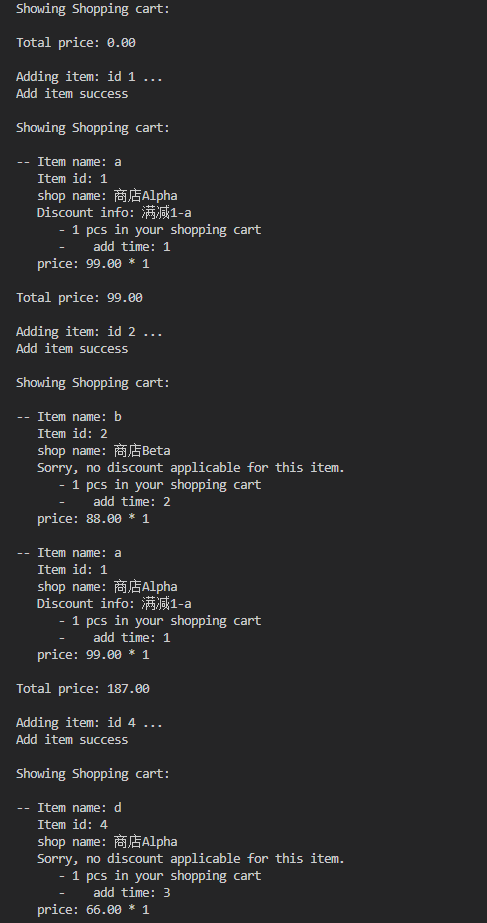 Showing Shopping cart:
Total price: 0.00
Adding item: id 1 ...
Add item success
Showing Shopping cart:
-- Item name: a
Item id: 1
shop name: 商店Alpha
Discount info: 满减1-a
- 1 pcs in your shopping cart
-    add time: 1
price: 99.00 * 1
Total price: 99.00
Adding item: id 2 ...
Add item success
Showing Shopping cart:
-- Item name: b
Item id: 2
shop name: 商店Beta
Sorry, no discount applicable for this item.
- 1 pcs in your shopping cart
-    add time: 2
price: 88.00 * 1
-- Item name: a
Item id: 1
shop name: 商店Alpha
Discount info: 满减1-a
- 1 pcs in your shopping cart
-    add time: 1
price: 99.00 * 1
Total price: 187.00
Adding item: id 4 ...
Add item success
Showing Shopping cart:
-- Item name: d
Item id: 4
shop name: 商店Alpha
Sorry, no discount applicable for this item.
- 1 pcs in your shopping cart
-    add time: 3
price: 66.00 * 1